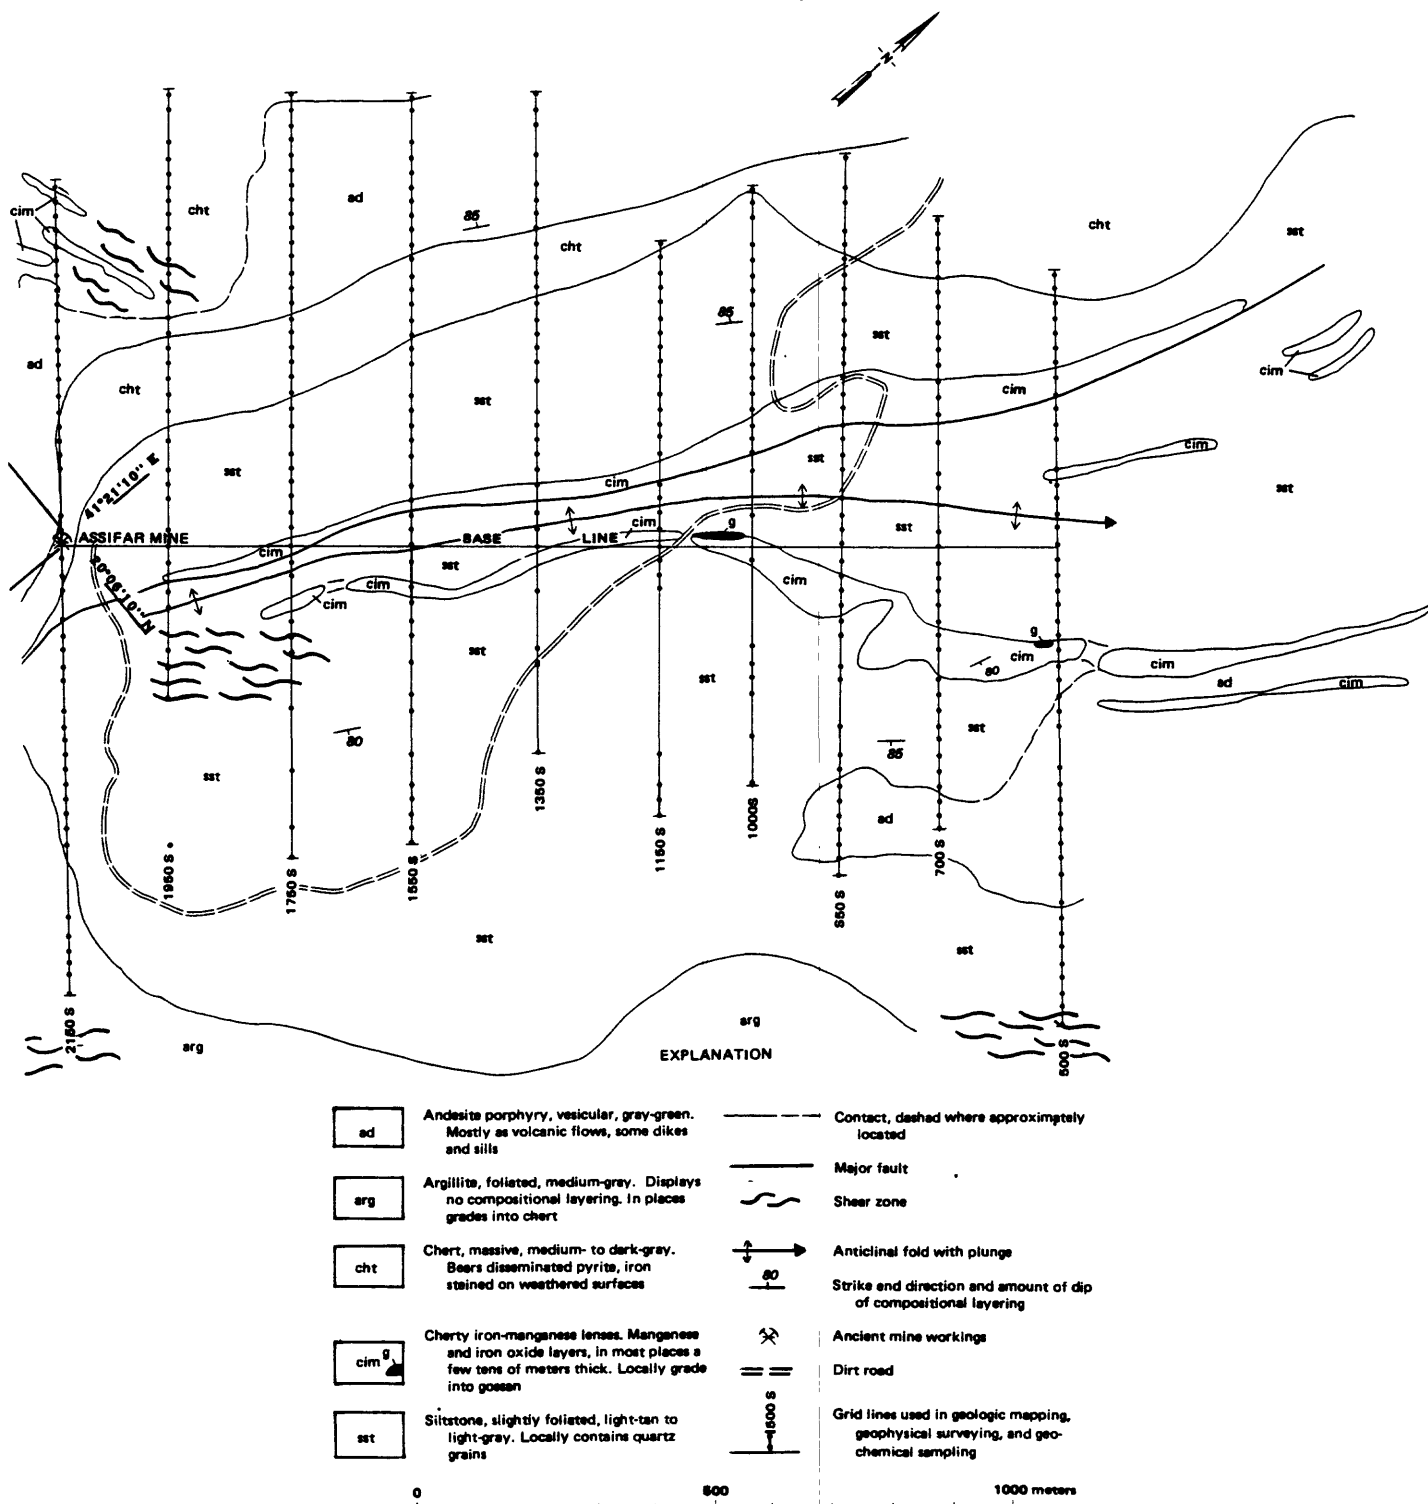 N
cht
ad
85
cht
cht
sst
cim
85
sst
cim
ad
cht
sst
cim
sst
cim
sst
cim
sst
41°21'10" E
ASSIFAR MINE
20°06'10" N
cim
BASE
LINE
cim
g
sst
sst
cim
cim
cim
g
cim
80
cim
sst
sst
ad
cim
80
sst
85
sst
ad
2150 S
1950 S
1750 S
1550 S
1350 S
1150 S
1000S
850 S
700 S
500 S
sst
sst
arg
arg
EXPLANATION
ad
Andesite porphyry, vesicular, gray-green.
Mostly as volcanic flows, some dikes
and sills
arg
Argillite, foliated, medium-gray. Displays
no compositional layering. In places
grades into chert
cht
Chert, massive, medium- to dark-gray.
Bears disseminated pyrite, iron
stained on weathered surfaces
cim g
Cherty iron-manganese lenses. Manganese
and iron oxide layers, in most places a
few tens of meters thick. Locally grade
into gossan
sst
Siltstone, slightly foliated, light-tan to
light-gray. Locally contains quartz
grains
Contact, dashad where approximately
located
Major fault
Sheer zone
Anticlinal fold with plunge
80
Strike end direction and amount of dip
of compositional layering
Ancient mine workings
Dirt road
1500 S
Grid lines used in geologic mapping,
geophysical surveying, and geo-
chemical sampling
0 500 1000 meters